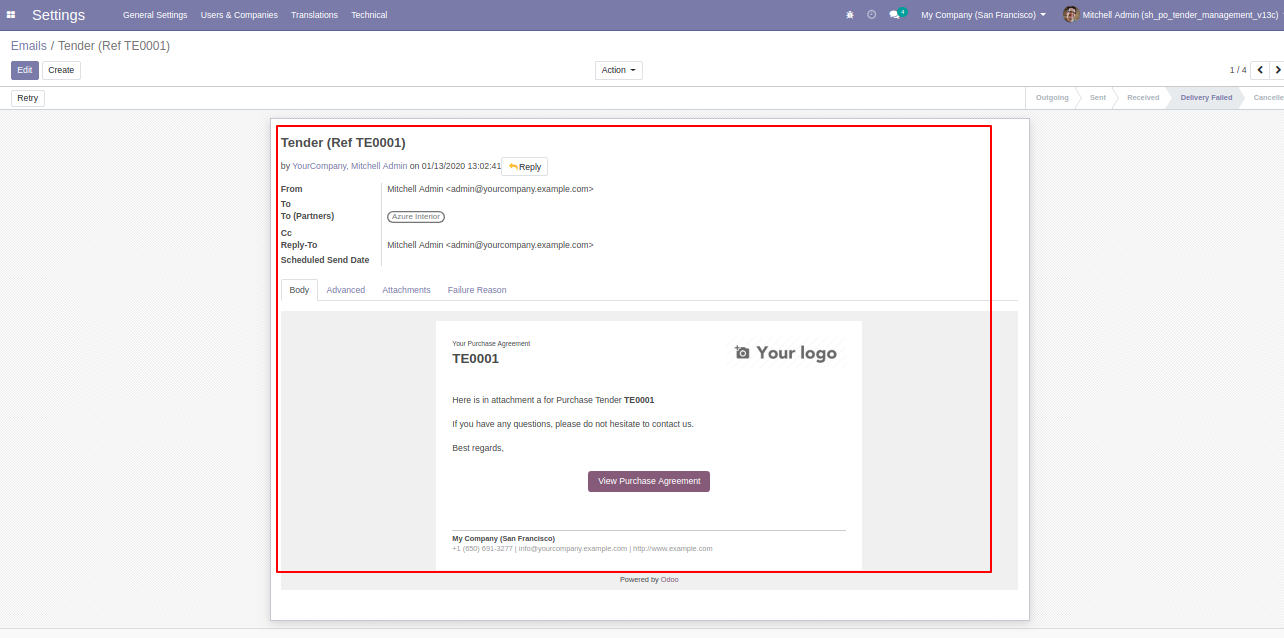 Settings General Settings Users & Companies Translations Technical 4 My Company (San Francisco) Mitchell Admin (sh_po_tender_management_v13c)
Emails / Tender (Ref TE0001)
Edit Create Action 1 / 4
Retry Outgoing Sent Received Delivery Failed Cancelle
Tender (Ref TE0001)
by YourCompany, Mitchell Admin on 01/13/2020 13:02:41 Reply
From Mitchell Admin <admin@yourcompany.example.com>
To
To (Partners) Azure Interior
Cc
Reply-To Mitchell Admin <admin@yourcompany.example.com>
Scheduled Send Date
Body Advanced Attachments Failure Reason
Your Purchase Agreement
TE0001 Your logo
Here is in attachment a for Purchase Tender TE0001
If you have any questions, please do not hesitate to contact us.
Best regards,
View Purchase Agreement
My Company (San Francisco)
+1 (650) 691-3277 | info@yourcompany.example.com | http://www.example.com
Powered by Odoo